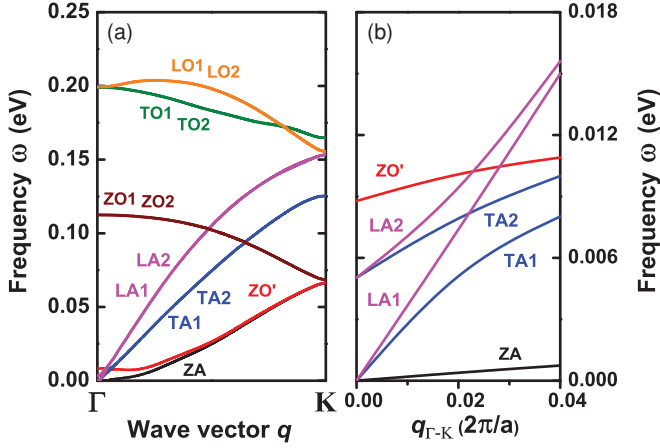 (a)
0.25
0.20
0.15
0.10
0.05
0.00
Frequency ω (eV)
LO1 LO2
TO1 TO2
ZO1 ZO2
LA2
LA1
TA2
TA1
ZO'
ZA
Γ
K
Wave vector q
(b)
0.018
0.012
0.006
0.000
Frequency ω (eV)
ZO'
LA2
TA2
LA1
TA1
ZA
0.00
0.02
0.04
qΓ-K (2π/a)